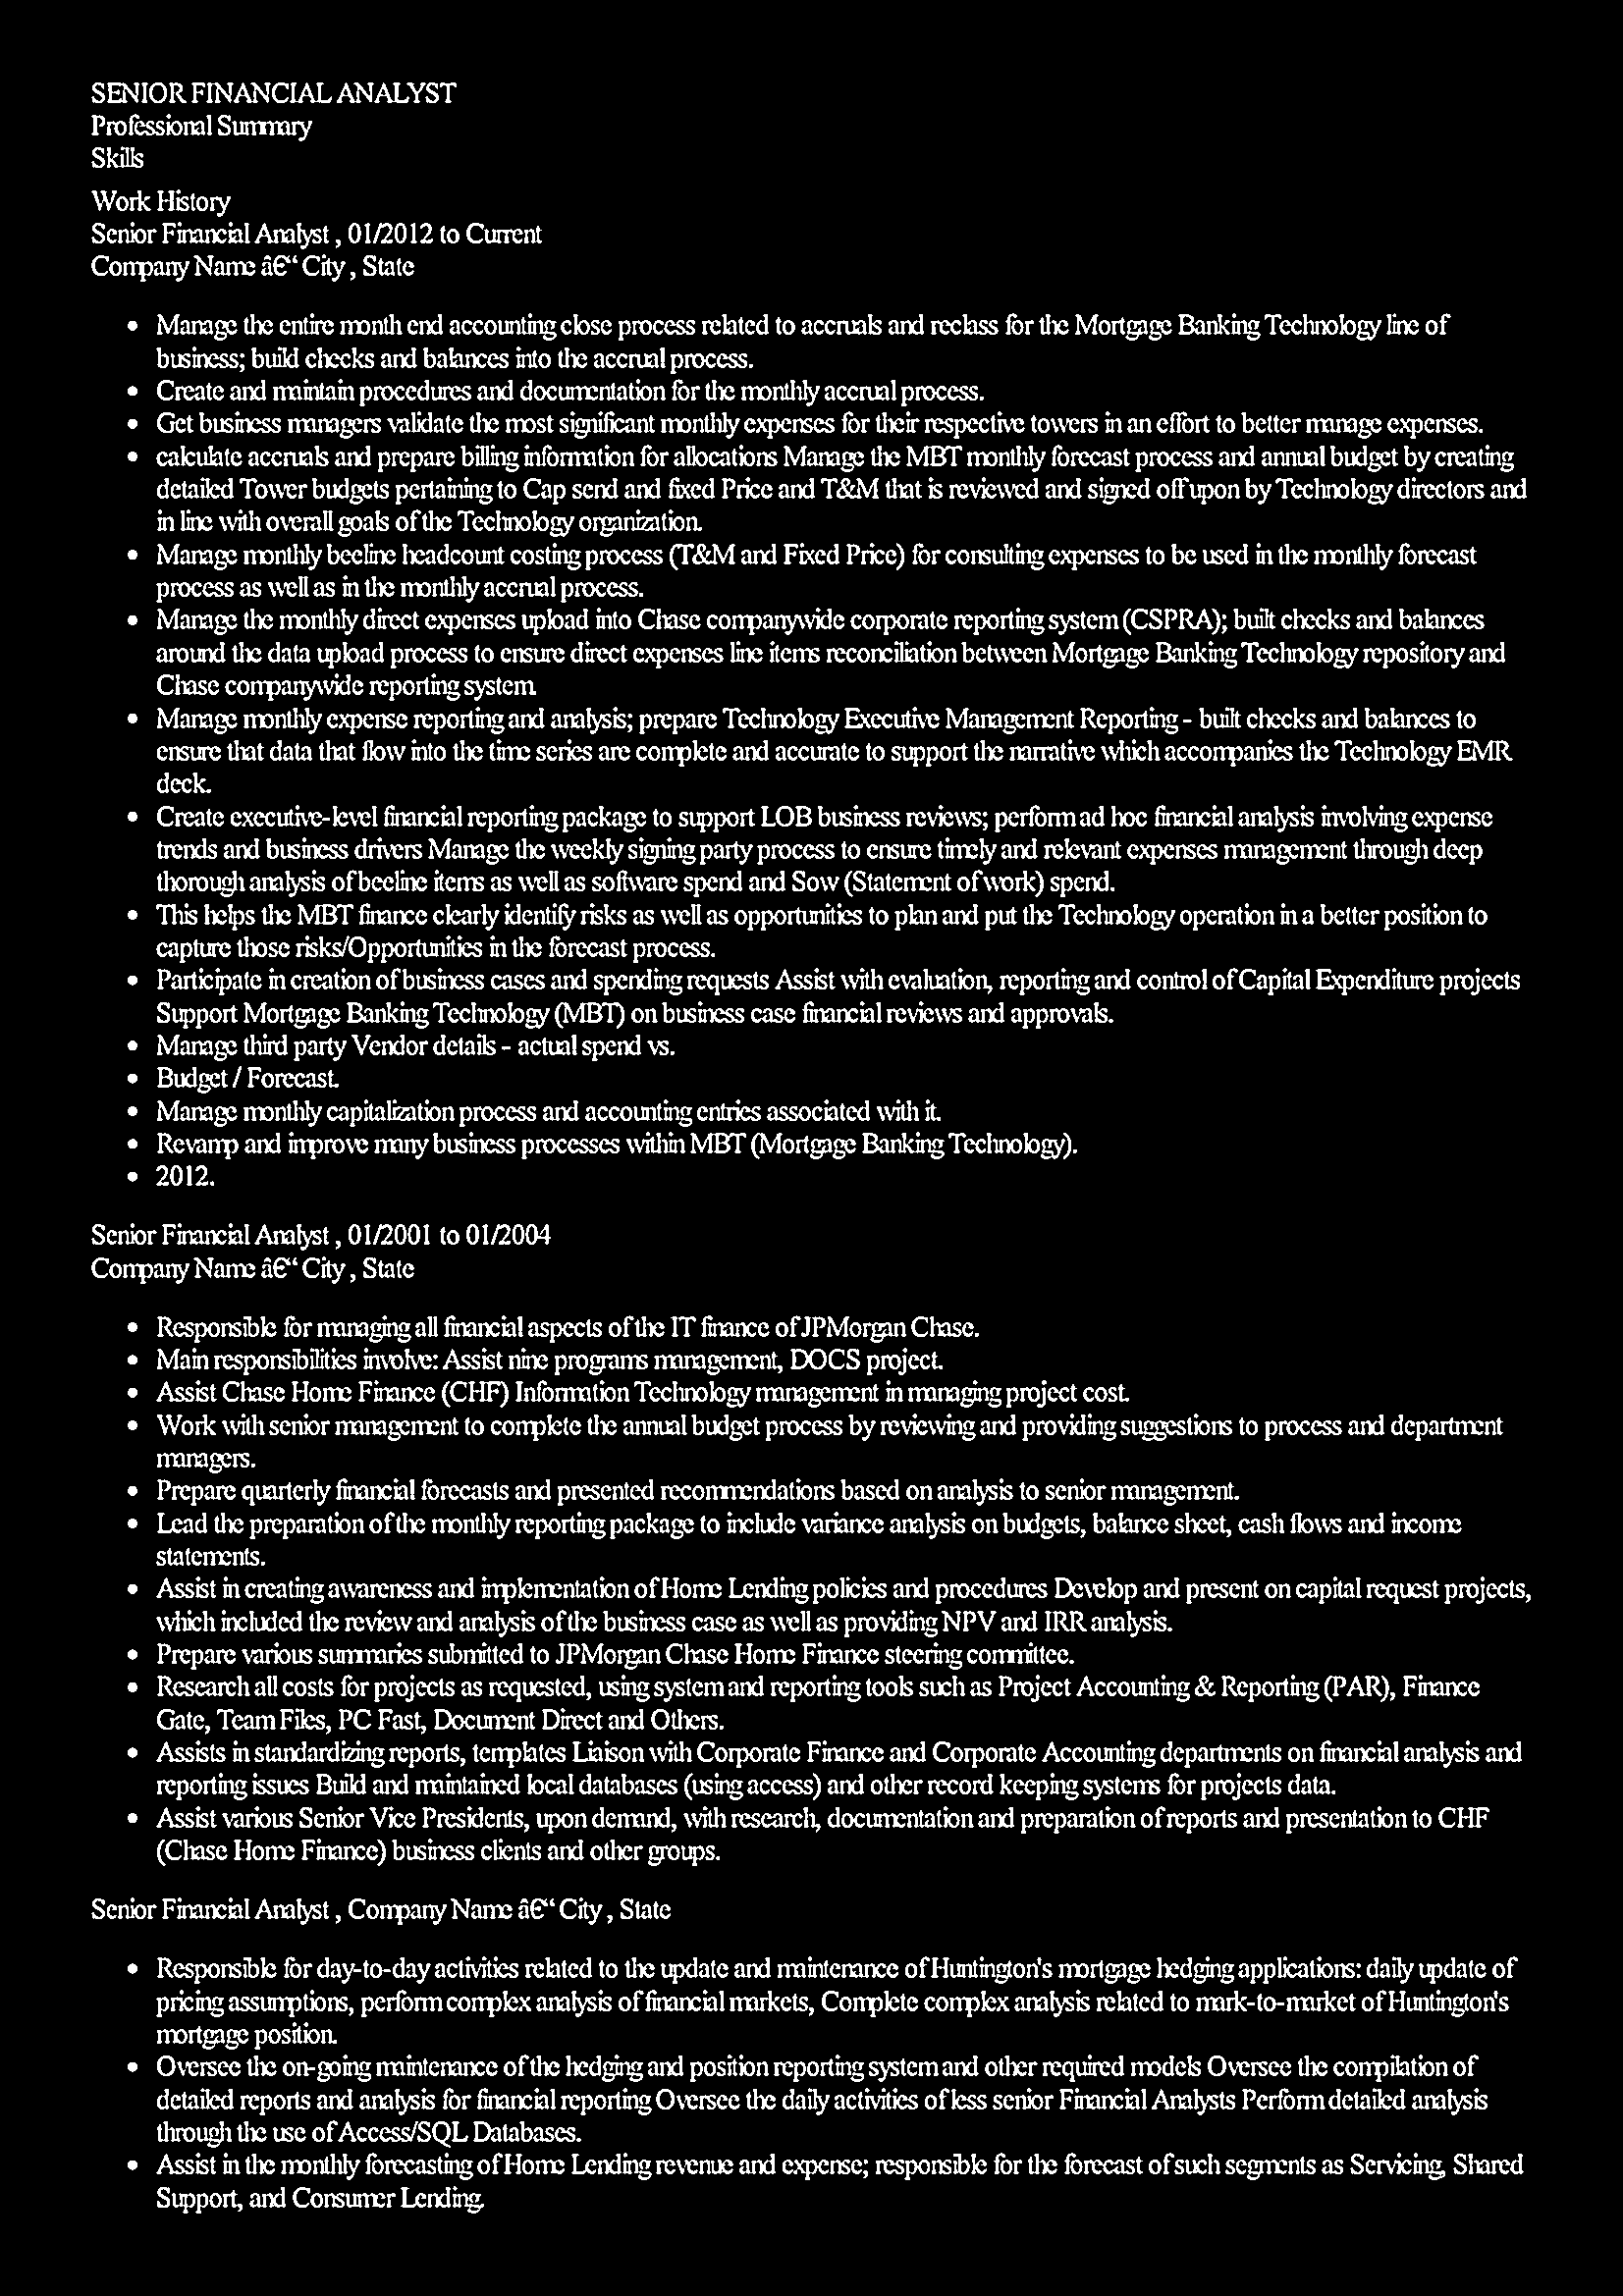 SENIOR FINANCIAL ANALYST
Professional Summary
Skills
Work History
Senior Financial Analyst , 01/2012 to Current
Company Name â€“ City , State
• Manage the entire month end accounting close process related to accruals and reclass for the Mortgage Banking Technology line of
business; build checks and balances into the accrual process.
• Create and maintain procedures and documentation for the monthly accrual process.
• Get business managers validate the most significant monthly expenses for their respective towers in an effort to better manage expenses.
• calculate accruals and prepare billing information for allocations Manage the MBT monthly forecast process and annual budget by creating
detailed Tower budgets pertaining to Cap send and fixed Price and T&M that is reviewed and signed off upon by Technology directors and
in line with overall goals of the Technology organization.
• Manage monthly beeline headcount costing process (T&M and Fixed Price) for consulting expenses to be used in the monthly forecast
process as well as in the monthly accrual process.
• Manage the monthly direct expenses upload into Chase companywide corporate reporting system (CSPRA); built checks and balances
around the data upload process to ensure direct expenses line items reconciliation between Mortgage Banking Technology repository and
Chase companywide reporting system.
• Manage monthly expense reporting and analysis; prepare Technology Executive Management Reporting - built checks and balances to
ensure that data that flow into the time series are complete and accurate to support the narrative which accompanies the Technology EMR
deck.
• Create executive-level financial reporting package to support LOB business reviews; perform ad hoc financial analysis involving expense
trends and business drivers Manage the weekly signing party process to ensure timely and relevant expenses management through deep
thorough analysis of beeline items as well as software spend and Sow (Statement of work) spend.
• This helps the MBT finance clearly identify risks as well as opportunities to plan and put the Technology operation in a better position to
capture those risks/Opportunities in the forecast process.
• Participate in creation of business cases and spending requests Assist with evaluation, reporting and control of Capital Expenditure projects
Support Mortgage Banking Technology (MBT) on business case financial reviews and approvals.
• Manage third party Vendor details - actual spend vs.
• Budget / Forecast.
• Manage monthly capitalization process and accounting entries associated with it.
• Revamp and improve many business processes within MBT (Mortgage Banking Technology).
• 2012.
Senior Financial Analyst , 01/2001 to 01/2004
Company Name â€“ City , State
• Responsible for managing all financial aspects of the IT finance of JPMorgan Chase.
• Main responsibilities involve: Assist nine programs management, DOCS project.
• Assist Chase Home Finance (CHF) Information Technology management in managing project cost.
• Work with senior management to complete the annual budget process by reviewing and providing suggestions to process and department
managers.
• Prepare quarterly financial forecasts and presented recommendations based on analysis to senior management.
• Lead the preparation of the monthly reporting package to include variance analysis on budgets, balance sheet, cash flows and income
statements.
• Assist in creating awareness and implementation of Home Lending policies and procedures Develop and present on capital request projects,
which included the review and analysis of the business case as well as providing NPV and IRR analysis.
• Prepare various summaries submitted to JPMorgan Chase Home Finance steering committee.
• Research all costs for projects as requested, using system and reporting tools such as Project Accounting & Reporting (PAR), Finance
Gate, Team Files, PC Fast, Document Direct and Others.
• Assists in standardizing reports, templates Liaison with Corporate Finance and Corporate Accounting departments on financial analysis and
reporting issues Build and maintained local databases (using access) and other record keeping systems for projects data.
• Assist various Senior Vice Presidents, upon demand, with research, documentation and preparation of reports and presentation to CHF
(Chase Home Finance) business clients and other groups.
Senior Financial Analyst , Company Name â€“ City , State
• Responsible for day-to-day activities related to the update and maintenance of Huntington's mortgage hedging applications: daily update of
pricing assumptions, perform complex analysis of financial markets, Complete complex analysis related to mark-to-market of Huntington's
mortgage position.
• Oversee the on-going maintenance of the hedging and position reporting system and other required models Oversee the compilation of
detailed reports and analysis for financial reporting Oversee the daily activities of less senior Financial Analysts Perform detailed analysis
through the use of Access/SQL Databases.
• Assist in the monthly forecasting of Home Lending revenue and expense; responsible for the forecast of such segments as Servicing, Shared
Support, and Consumer Lending.